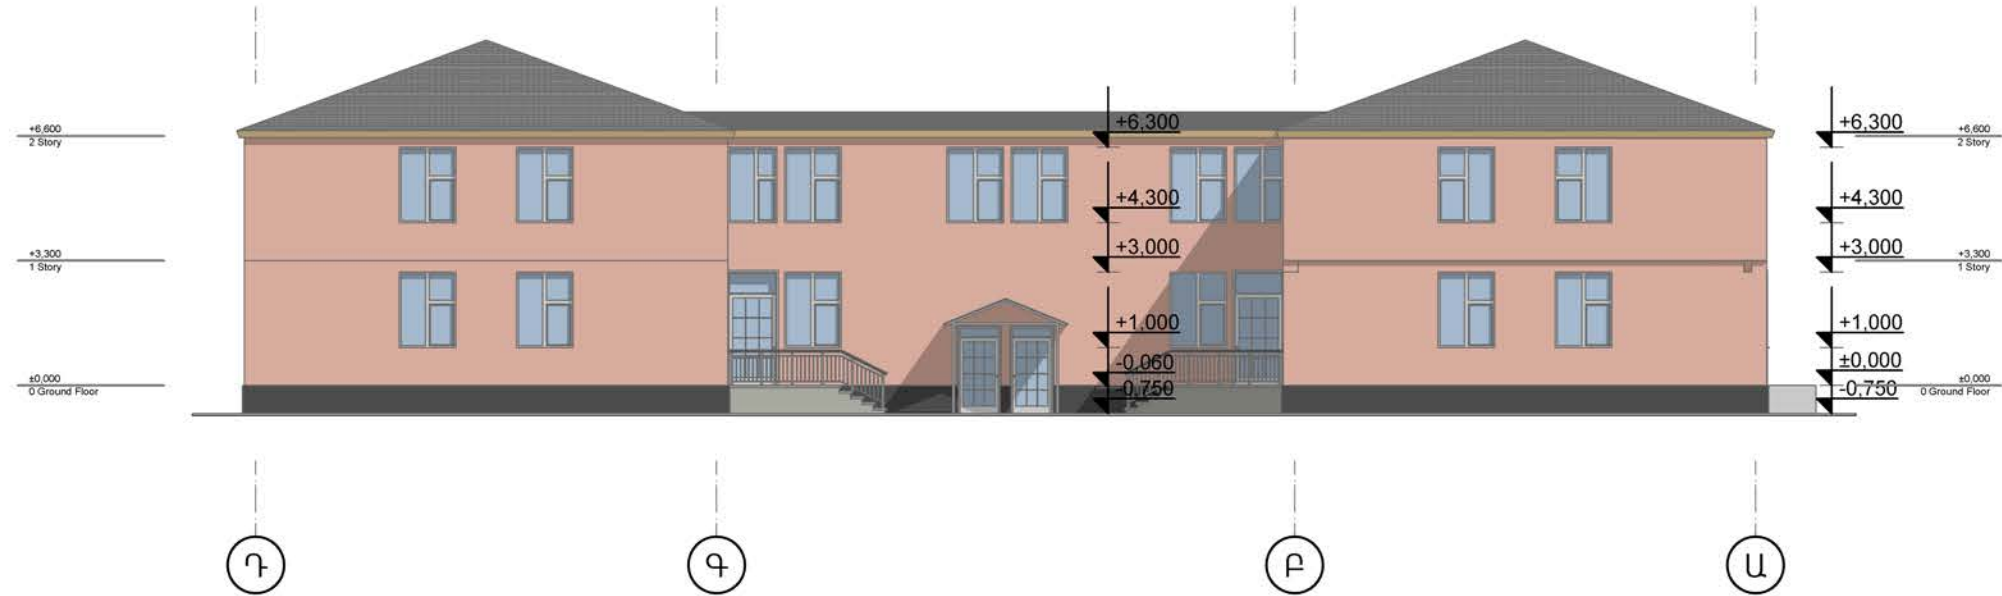 +6,600
2 Story
+3,300
1 Story
±0,000
0 Ground Floor
+6,300
+4,300
+3,000
+1,000
-0,060
-0,750
+6,300
+4,300
+3,000
+1,000
±0,000
-0,750
+6,600
2 Story
+3,300
1 Story
±0,000
0 Ground Floor
Դ
Գ
Բ
Ա